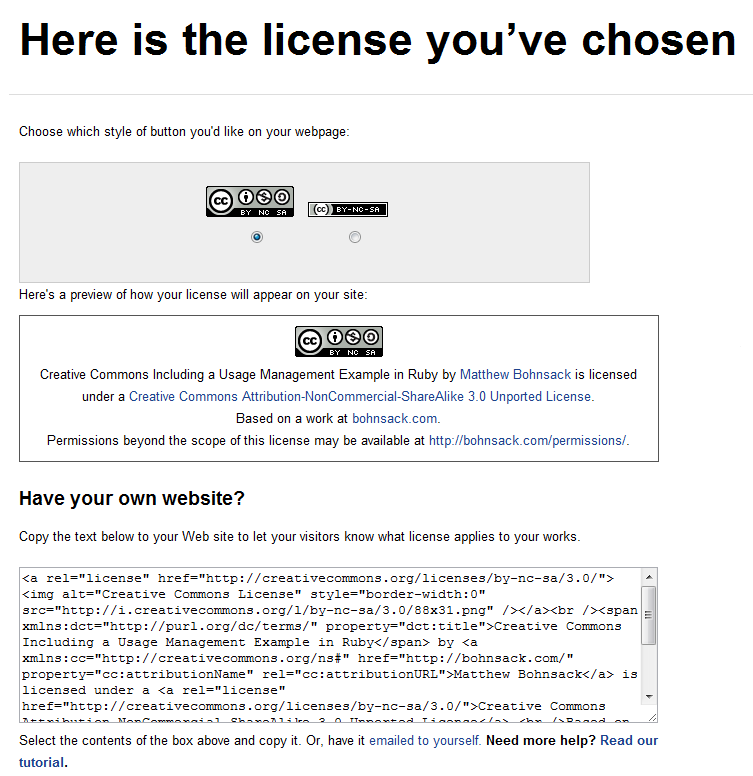 Here is the license you’ve chosen
Choose which style of button you'd like on your webpage:
cc
BY NC SA
(cc) BY-NC-SA
Here's a preview of how your license will appear on your site:
cc
BY NC SA
Creative Commons Including a Usage Management Example in Ruby by Matthew Bohnsack is licensed
under a Creative Commons Attribution-NonCommercial-ShareAlike 3.0 Unported License.
Based on a work at bohnsack.com.
Permissions beyond the scope of this license may be available at http://bohnsack.com/permissions/.
Have your own website?
Copy the text below to your Web site to let your visitors know what license applies to your works.
<a rel="license" href="http://creativecommons.org/licenses/by-nc-sa/3.0/">
<img alt="Creative Commons License" style="border-width:0"
src="http://i.creativecommons.org/l/by-nc-sa/3.0/88x31.png" /></a><br /><span
xmlns:dct="http://purl.org/dc/terms/" property="dct:title">Creative Commons
Including a Usage Management Example in Ruby</span> by <a
xmlns:cc="http://creativecommons.org/ns#" href="http://bohnsack.com/"
property="cc:attributionName" rel="cc:attributionURL">Matthew Bohnsack</a> is
licensed under a <a rel="license"
href="http://creativecommons.org/licenses/by-nc-sa/3.0/">Creative Commons
Attribution-NonCommercial-ShareAlike 3.0 Unported License</a>.<br />Based on
Select the contents of the box above and copy it. Or, have it emailed to yourself. Need more help? Read our
tutorial.